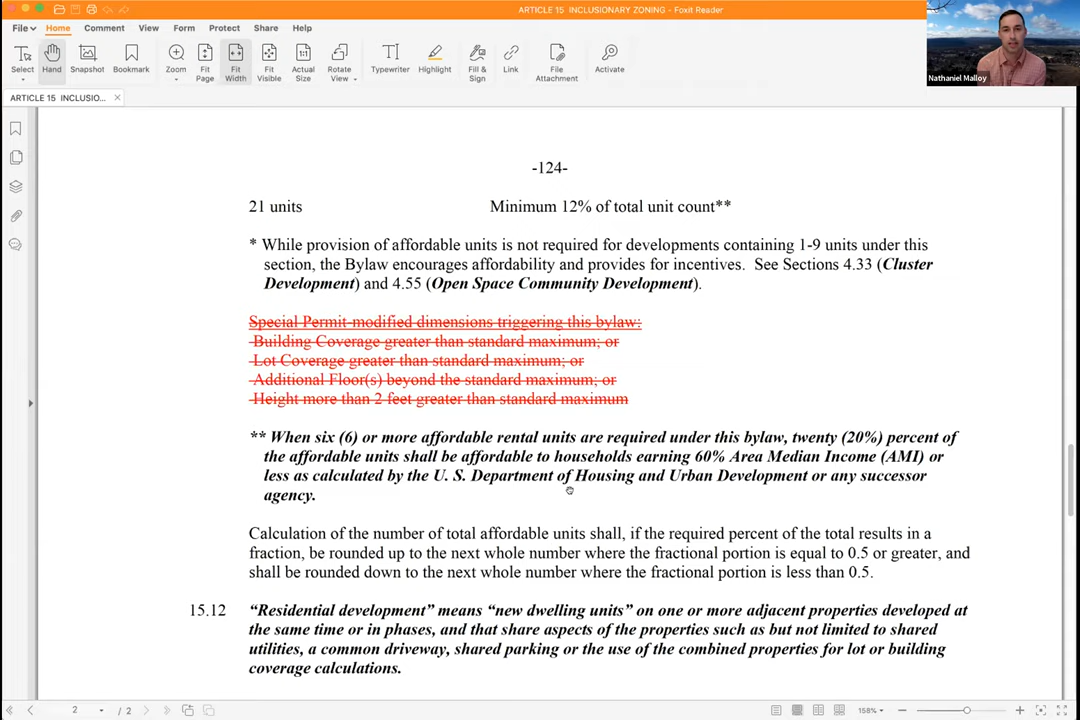 ARTICLE 15 INCLUSIONARY ZONING - Foxit Reader
File Home Comment View Form Protect Share Help
Select Hand Snapshot Bookmark Zoom Fit Page Fit Width Fit Visible Actual Size Rotate View Typewriter Highlight Fill & Sign Link File Attachment Activate
Nathaniel Malloy
ARTICLE 15 INCLUSIO...
-124-
21 units Minimum 12% of total unit count**
* While provision of affordable units is not required for developments containing 1-9 units under this
section, the Bylaw encourages affordability and provides for incentives. See Sections 4.33 (Cluster
Development) and 4.55 (Open Space Community Development).
Special Permit-modified dimensions triggering this bylaw:
Building Coverage greater than standard maximum; or
Lot Coverage greater than standard maximum; or
Additional Floor(s) beyond the standard maximum; or
Height more than 2 feet greater than standard maximum
** When six (6) or more affordable rental units are required under this bylaw, twenty (20%) percent of
the affordable units shall be affordable to households earning 60% Area Median Income (AMI) or
less as calculated by the U. S. Department of Housing and Urban Development or any successor
agency.
Calculation of the number of total affordable units shall, if the required percent of the total results in a
fraction, be rounded up to the next whole number where the fractional portion is equal to 0.5 or greater, and
shall be rounded down to the next whole number where the fractional portion is less than 0.5.
15.12 “Residential development” means “new dwelling units” on one or more adjacent properties developed at
the same time or in phases, and that share aspects of the properties such as but not limited to shared
utilities, a common driveway, shared parking or the use of the combined properties for lot or building
coverage calculations.
2 / 2 158%